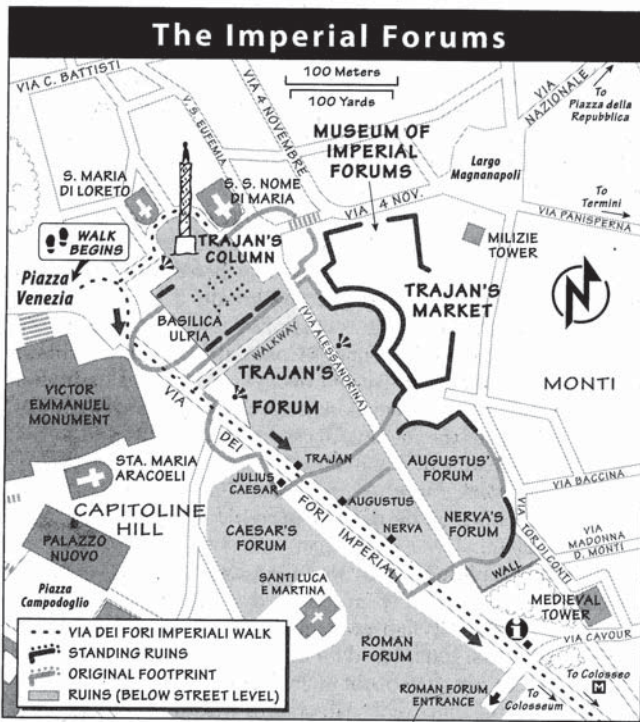 The Imperial Forums
VIA C. BATTISTI
V. S. EUFEMIA
VIA 4 NOVEMBRE
100 Meters
100 Yards
VIA
NAZIONALE
To
Piazza della
Repubblica
MUSEUM OF
IMPERIAL
FORUMS
Largo
Magnanapoli
S. MARIA
DI LORETO
S. S. NOME
DI MARIA
VIA 4 NOV.
To
Termini
VIA PANISPERNA
WALK
BEGINS
TRAJAN'S
COLUMN
MILIZIE
TOWER
Piazza
Venezia
TRAJAN'S
MARKET
N
BASILICA
ULPIA
WALKWAY
(VIA ALESSANDRINA)
MONTI
VICTOR
EMMANUEL
MONUMENT
TRAJAN'S
FORUM
VIA
DEI
FORI
IMPERIALI
STA. MARIA
ARACOELI
TRAJAN
JULIUS
CAESAR
AUGUSTUS
NERVA
AUGUSTUS'
FORUM
NERVA'S
FORUM
WALL
VIA BACCINA
VIA TOR DI CONTI
VIA
MADONNA
D. MONTI
CAPITOLINE
HILL
CAESAR'S
FORUM
PALAZZO
NUOVO
SANTI LUCA
E MARTINA
Piazza
Campodoglio
MEDIEVAL
TOWER
i
VIA CAVOUR
ROMAN
FORUM
To Colosseo
M
ROMAN FORUM
ENTRANCE
To
Colosseum
VIA DEI FORI IMPERIALI WALK
STANDING RUINS
ORIGINAL FOOTPRINT
RUINS (BELOW STREET LEVEL)